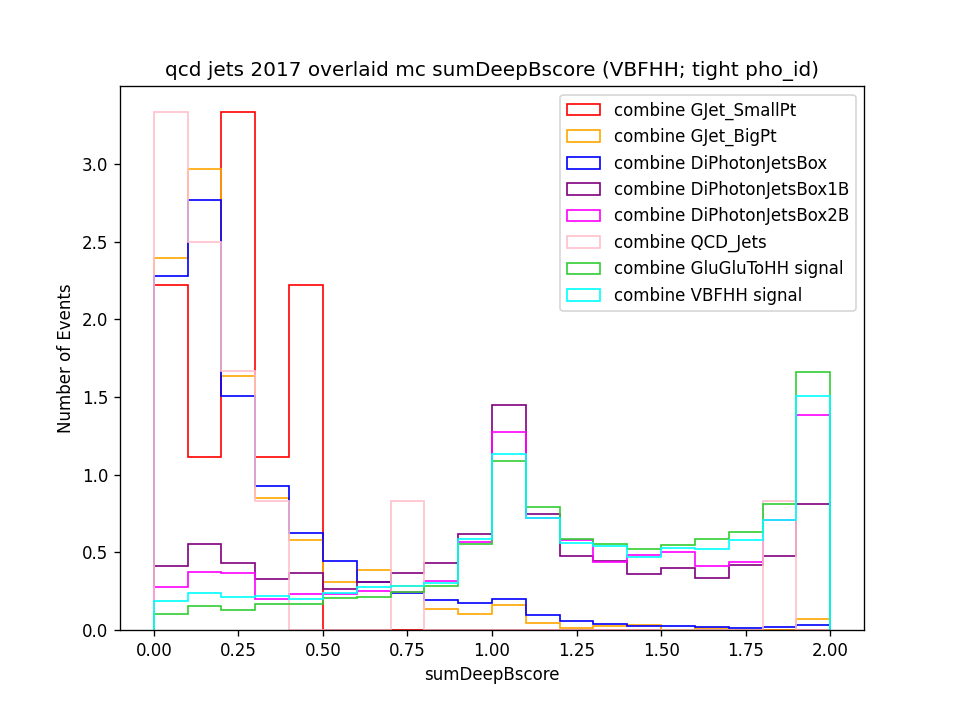 qcd jets 2017 overlaid mc sumDeepBscore (VBFHH; tight pho_id)
combine GJet_SmallPt
combine GJet_BigPt
combine DiPhotonJetsBox
combine DiPhotonJetsBox1B
combine DiPhotonJetsBox2B
combine QCD_Jets
combine GluGluToHH signal
combine VBFHH signal
Number of Events
3.0
2.5
2.0
1.5
1.0
0.5
0.0
0.00 0.25 0.50 0.75 1.00 1.25 1.50 1.75 2.00
sumDeepBscore